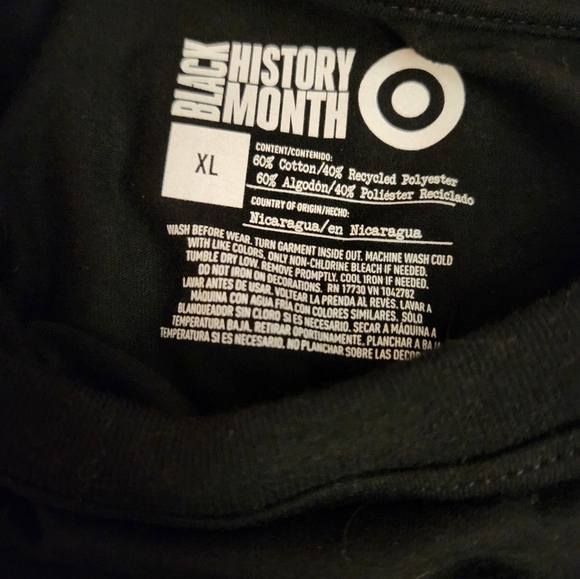 BLACK
HISTORY
MONTH
XL
CONTENT/CONTENIDO:
60% Cotton/40% Recycled Polyester
60% Algodón/40% Poliéster Reciclado
COUNTRY OF ORIGIN/HECHO:
Nicaragua/en Nicaragua
WASH BEFORE WEAR. TURN GARMENT INSIDE OUT. MACHINE WASH COLD
WITH LIKE COLORS. ONLY NON-CHLORINE BLEACH IF NEEDED.
TUMBLE DRY LOW. REMOVE PROMPTLY. COOL IRON IF NEEDED.
DO NOT IRON ON DECORATIONS. RN 17730 VN 1042782
LAVAR ANTES DE USAR. VOLTEAR LA PRENDA AL REVÉS. LAVAR A
MÁQUINA CON AGUA FRÍA CON COLORES SIMILARES. SÓLO
BLANQUEADOR SIN CLORO SI ES NECESARIO. SECAR A MÁQUINA A
TEMPERATURA BAJA. RETIRAR OPORTUNAMENTE. PLANCHAR A BAJA
TEMPERATURA SI ES NECESARIO. NO PLANCHAR SOBRE LAS DECOR